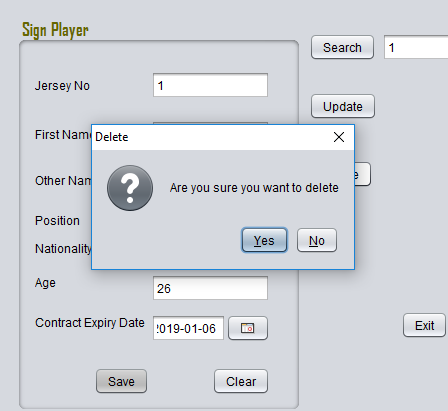 Sign Player
Search 1
Jersey No 1
Update
First Name
Delete
Are you sure you want to delete
Other Nam
Yes No
Position
Nationality
Age 26
Contract Expiry Date 2019-01-06
Exit
Save Clear